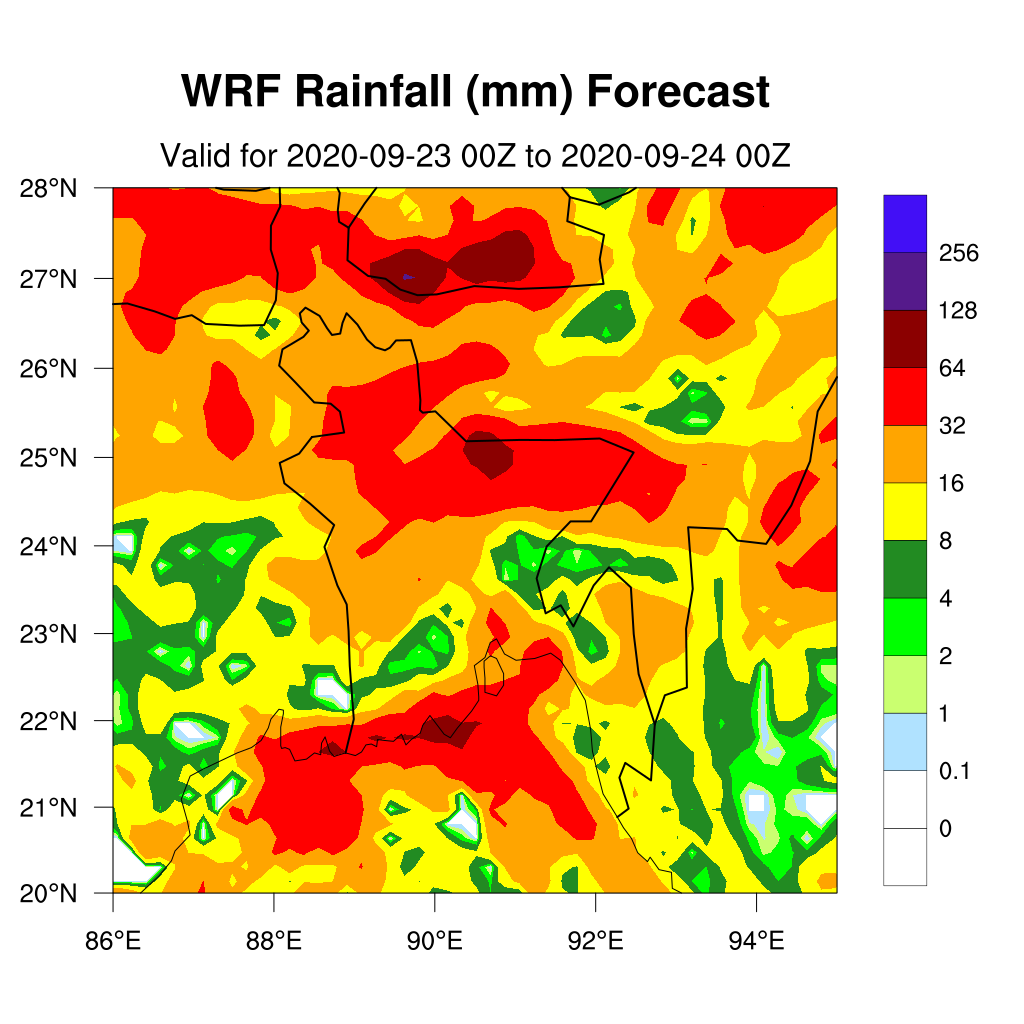 WRF Rainfall (mm) Forecast
Valid for 2020-09-23 00Z to 2020-09-24 00Z
28°N
27°N
26°N
25°N
24°N
23°N
22°N
21°N
20°N
86°E 88°E 90°E 92°E 94°E
256
128
64
32
16
8
4
2
1
0.1
0